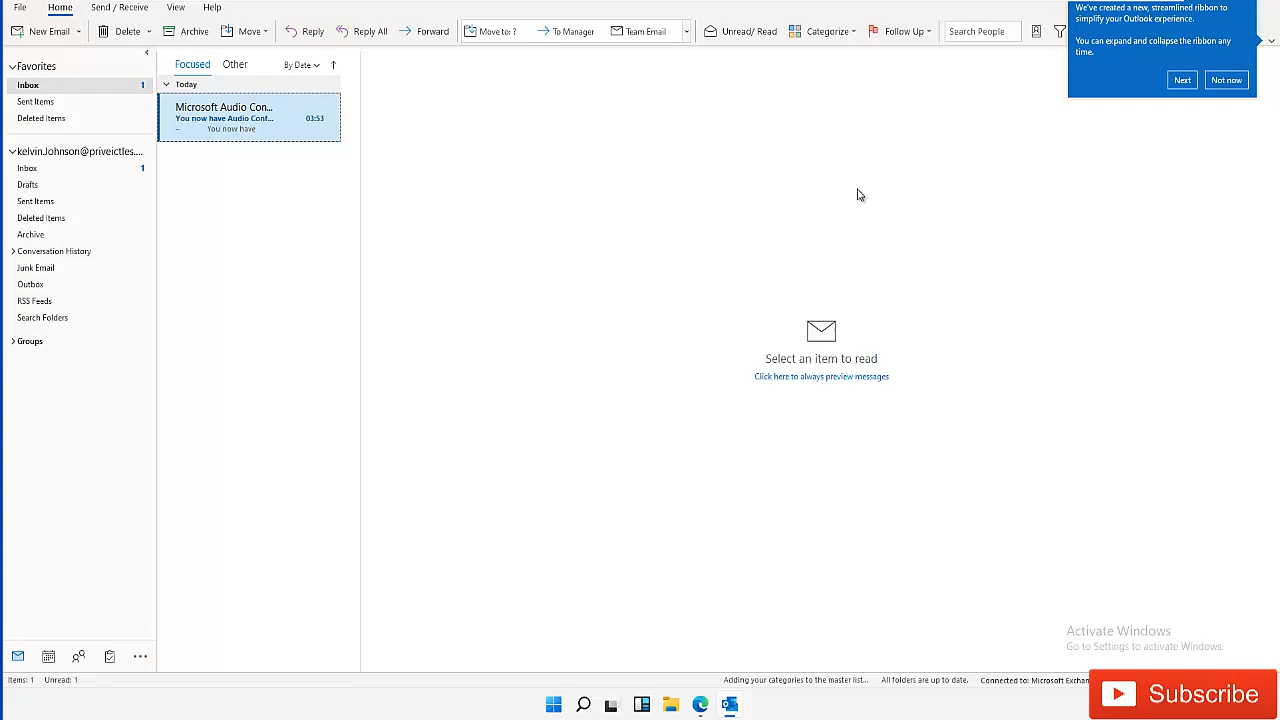 File Home Send / Receive View Help
New Email Delete Archive Move Reply Reply All Forward Move to: ? To Manager Team Email Unread/ Read Categorize Follow Up Search People
We've created a new, streamlined ribbon to
simplify your Outlook experience.
You can expand and collapse the ribbon any
time.
Next Not now
Favorites
Inbox 1
Sent Items
Deleted Items
kelvin.Johnson@priveictles....
Inbox 1
Drafts
Sent Items
Deleted Items
Archive
Conversation History
Junk Email
Outbox
RSS Feeds
Search Folders
Groups
Focused Other By Date
Today
Microsoft Audio Con...
You now have Audio Conf... 03:53
– You now have
Select an item to read
Click here to always preview messages
Activate Windows
Go to Settings to activate Windows.
Items: 1 Unread: 1 Adding your categories to the master list... All folders are up to date. Connected to: Microsoft Exchan
Subscribe